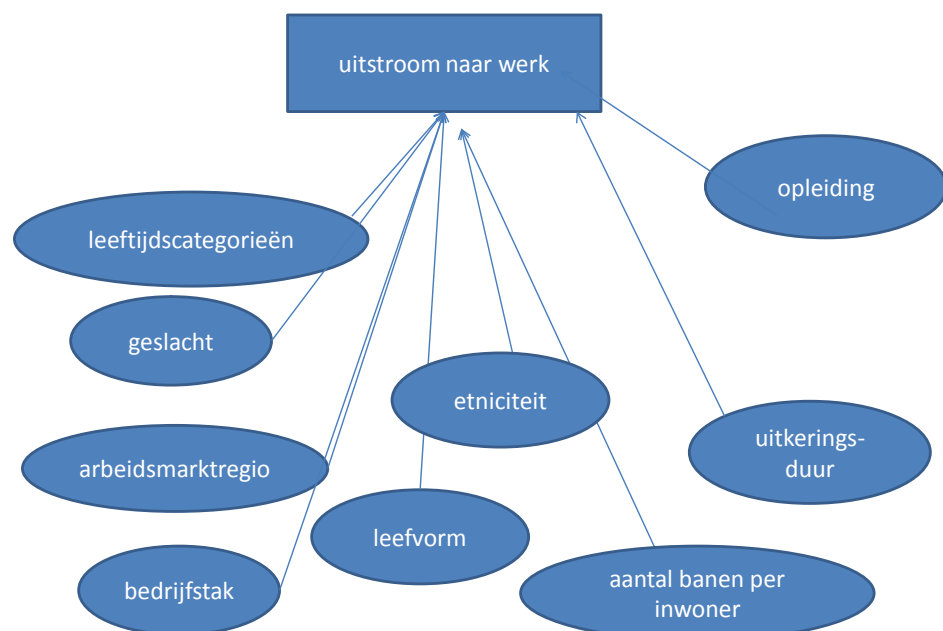 uitstroom naar werk
opleiding
leeftijdscategorieën
geslacht
etniciteit
uitkerings-
duur
arbeidsmarktregio
leefvorm
bedrijfstak
aantal banen per
inwoner